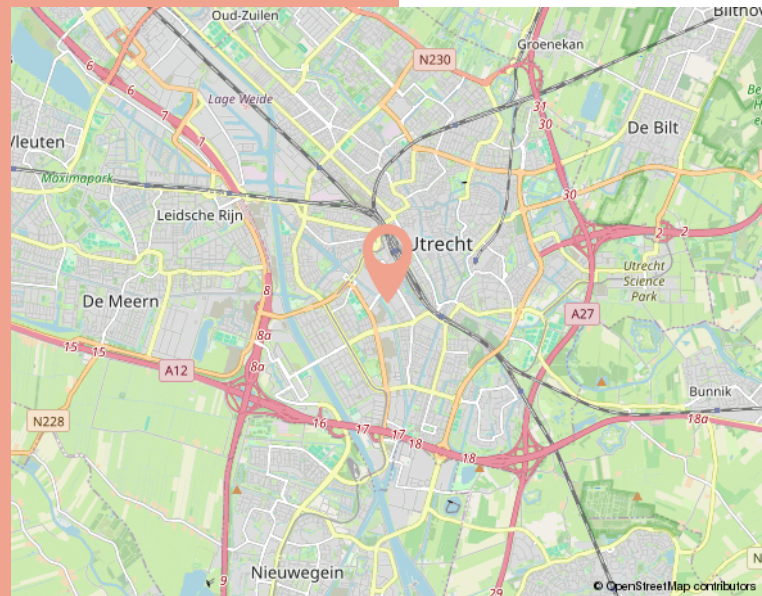 Oud-Zuilen
Bilthov
Groenekan
N230
6
6
Lage Weide
31
7
30
De Bilt
7
Vleuten
Maximapark
30
Leidsche Rijn
2
2
Utrecht
Utrecht
Science
Park
8
De Meern
A27
8a
15
15
8a
A12
Bunnik
16
N228
17
17
18
18
18a
9
Nieuwegein
29
© OpenStreetMap contributors